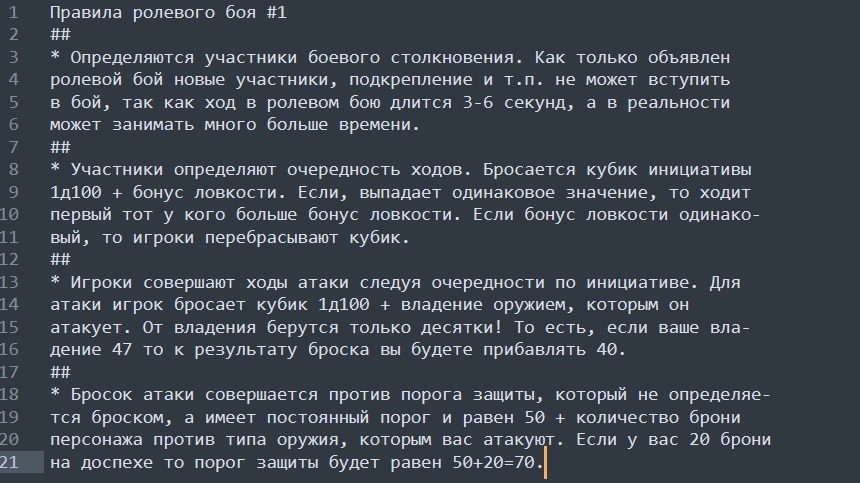 1 Правила ролевого боя #1
2 ##
3 * Определяются участники боевого столкновения. Как только объявлен
4 ролевой бой новые участники, подкрепление и т.п. не может вступить
5 в бой, так как ход в ролевом бою длится 3-6 секунд, а в реальности
6 может занимать много больше времени.
7 ##
8 * Участники определяют очередность ходов. Бросается кубик инициативы
9 1д100 + бонус ловкости. Если, выпадает одинаковое значение, то ходит
10 первый тот у кого больше бонус ловкости. Если бонус ловкости одинако-
11 вый, то игроки перебрасывают кубик.
12 ##
13 * Игроки совершают ходы атаки следуя очередности по инициативе. Для
14 атаки игрок бросает кубик 1д100 + владение оружием, которым он
15 атакует. От владения берутся только десятки! То есть, если ваше вла-
16 дение 47 то к результату броска вы будете прибавлять 40.
17 ##
18 * Бросок атаки совершается против порога защиты, который не определяе-
19 тся броском, а имеет постоянный порог и равен 50 + количество брони
20 персонажа против типа оружия, которым вас атакуют. Если у вас 20 брони
21 на доспехе то порог защиты будет равен 50+20=70.